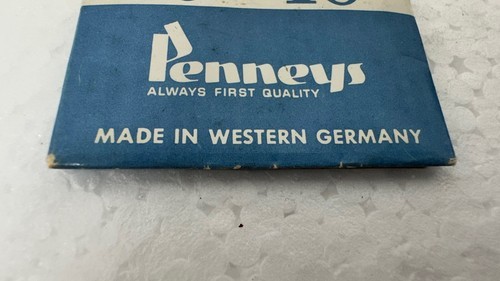 Penneys
ALWAYS FIRST QUALITY
MADE IN WESTERN GERMANY